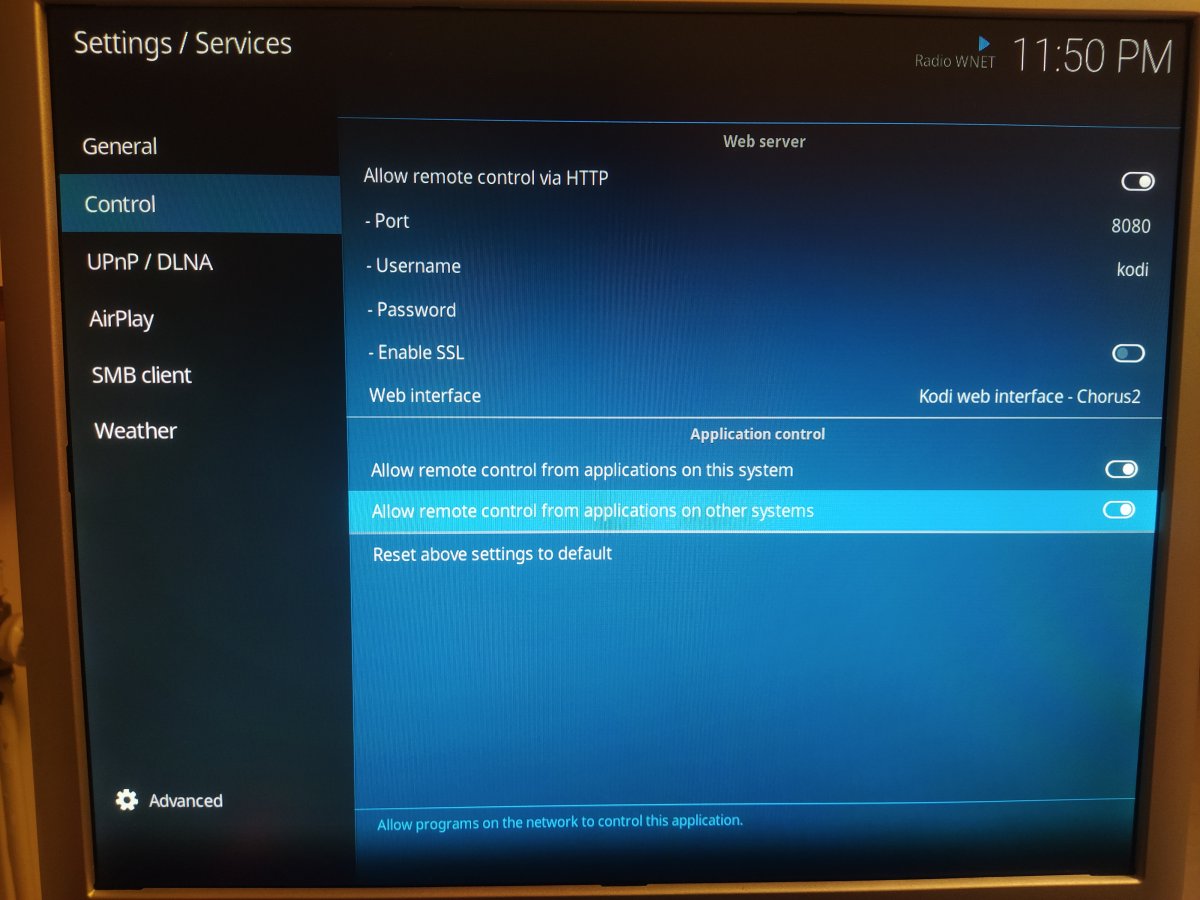 Settings / Services
Radio WNET
11:50 PM
General
Control
UPnP / DLNA
AirPlay
SMB client
Weather
Advanced
Web server
Allow remote control via HTTP
- Port 8080
- Username kodi
- Password
- Enable SSL
Web interface Kodi web interface - Chorus2
Application control
Allow remote control from applications on this system
Allow remote control from applications on other systems
Reset above settings to default
Allow programs on the network to control this application.